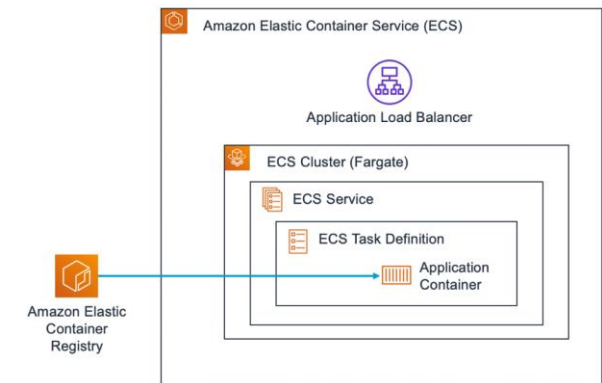 Amazon Elastic Container Service (ECS)
Application Load Balancer
ECS Cluster (Fargate)
ECS Service
ECS Task Definition
Application
Container
Amazon Elastic
Container
Registry